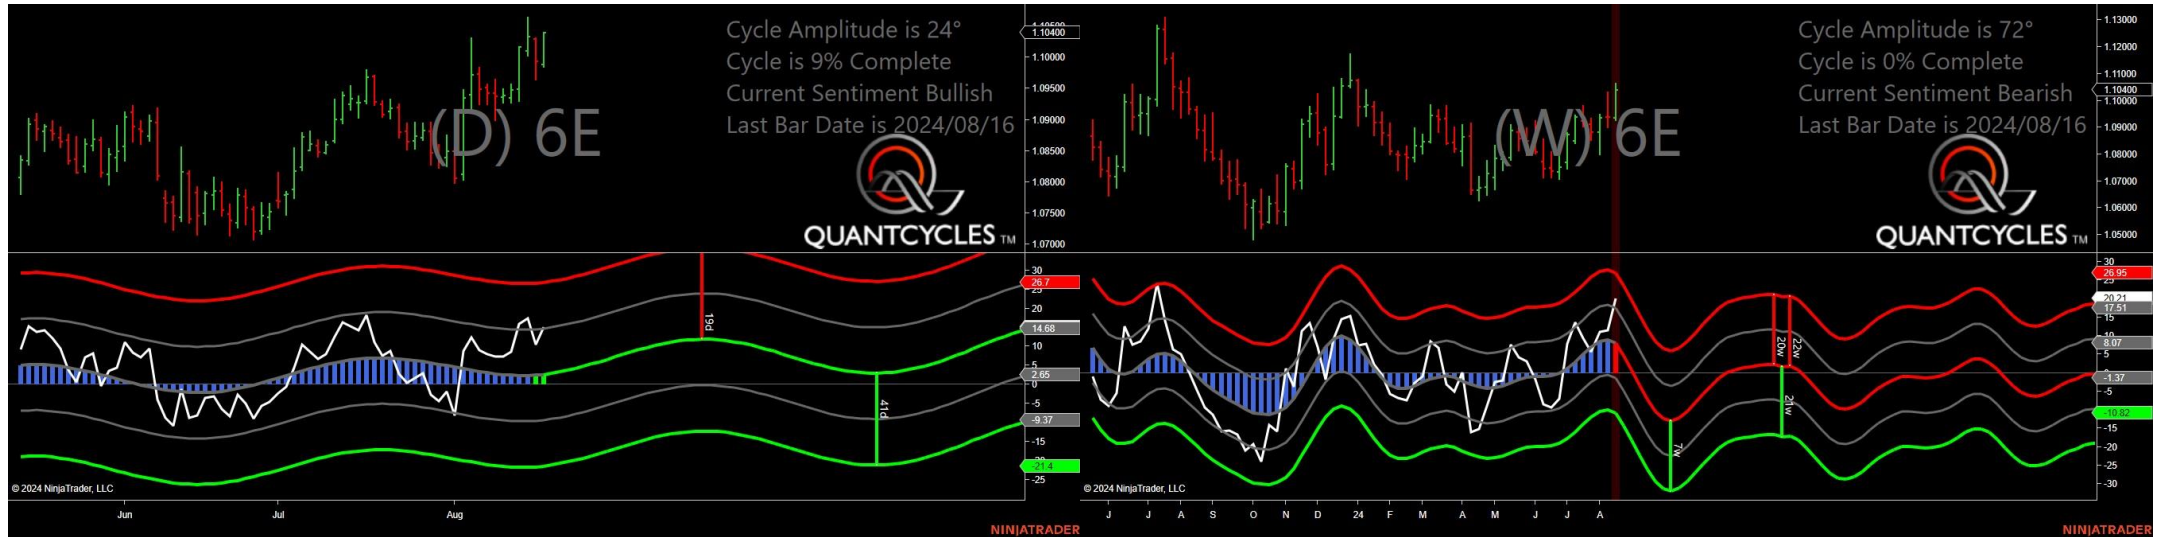 Cycle Amplitude is 24°
Cycle is 9% Complete
Current Sentiment Bullish
Last Bar Date is 2024/08/16
(D) 6E
QUANTCYCLES TM
1.10400
1.10000
1.09500
1.09000
1.08500
1.08000
1.07500
1.07000
30
26.7
25
20
14.68
10
5
2.65
0
-5
-9.37
-15
-21.4
-25
19d
41d
© 2024 NinjaTrader, LLC
Jun Jul Aug
NINJATRADER
Cycle Amplitude is 72°
Cycle is 0% Complete
Current Sentiment Bearish
Last Bar Date is 2024/08/16
(W) 6E
QUANTCYCLES TM
1.13000
1.12000
1.11000
1.10400
1.10000
1.09000
1.08000
1.07000
1.06000
1.05000
30
26.95
20.21
17.51
15
10
8.07
5
-1.37
-5
-10.82
-15
-20
-25
-30
7w
20w
22w
21w
© 2024 NinjaTrader, LLC
J J A S O N D 24 F M A M J J A
NINJATRADER